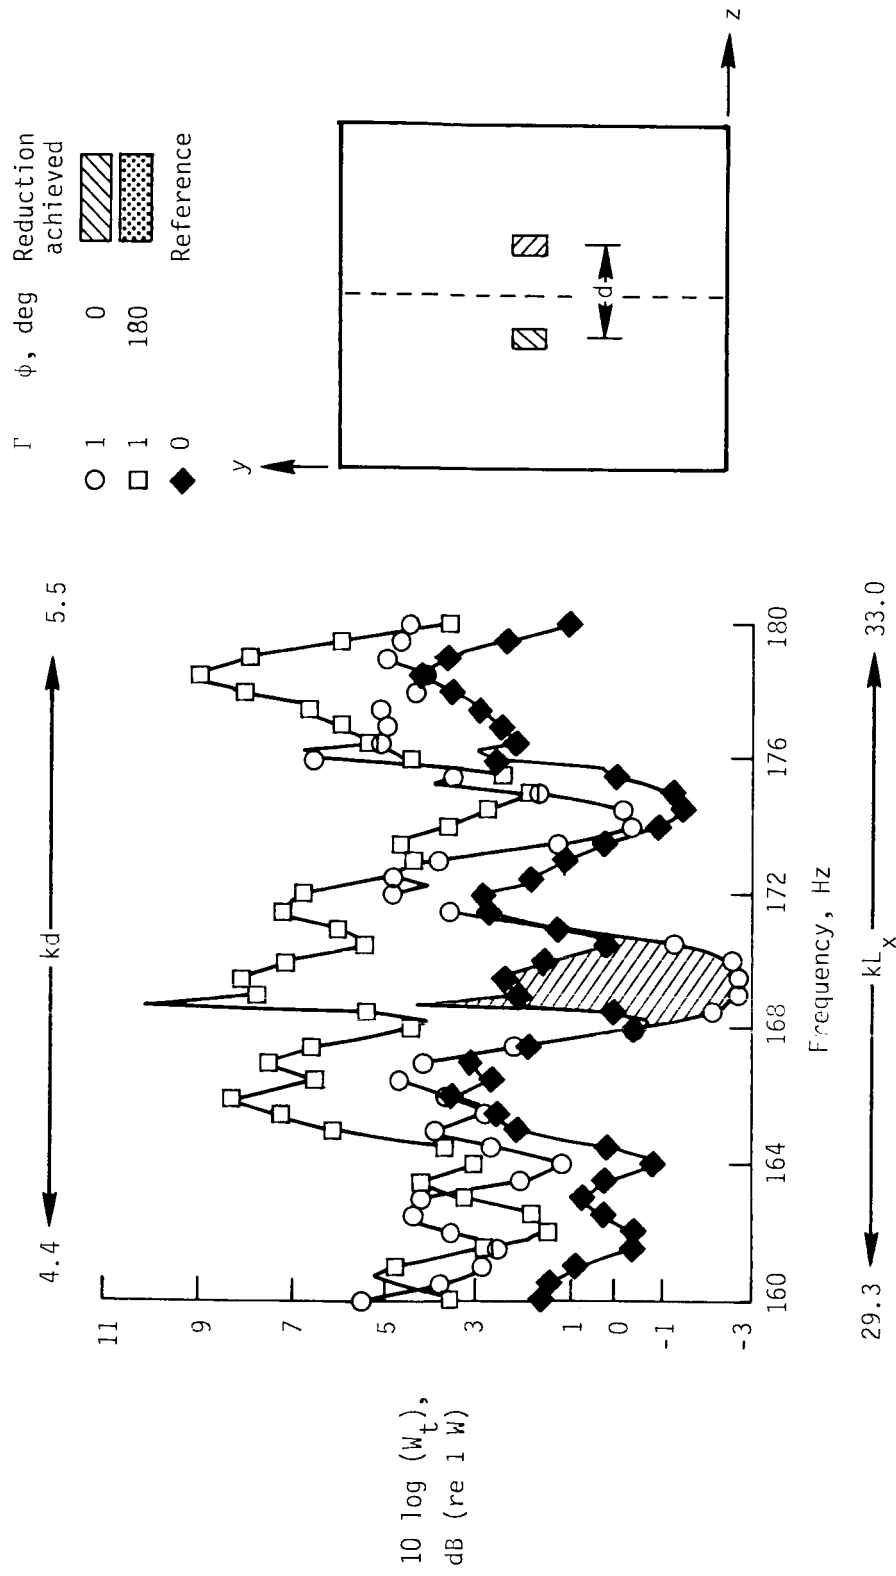 Γ φ, deg Reduction achieved
1 0
1 180
0 Reference
y
z
d
4.4 kd 5.5
11
9
7
5
3
1
0
-1
-3
10 log (Wt),
dB (re 1 W)
160 164 168 172 176 180
Frequency, Hz
29.3 kLx 33.0